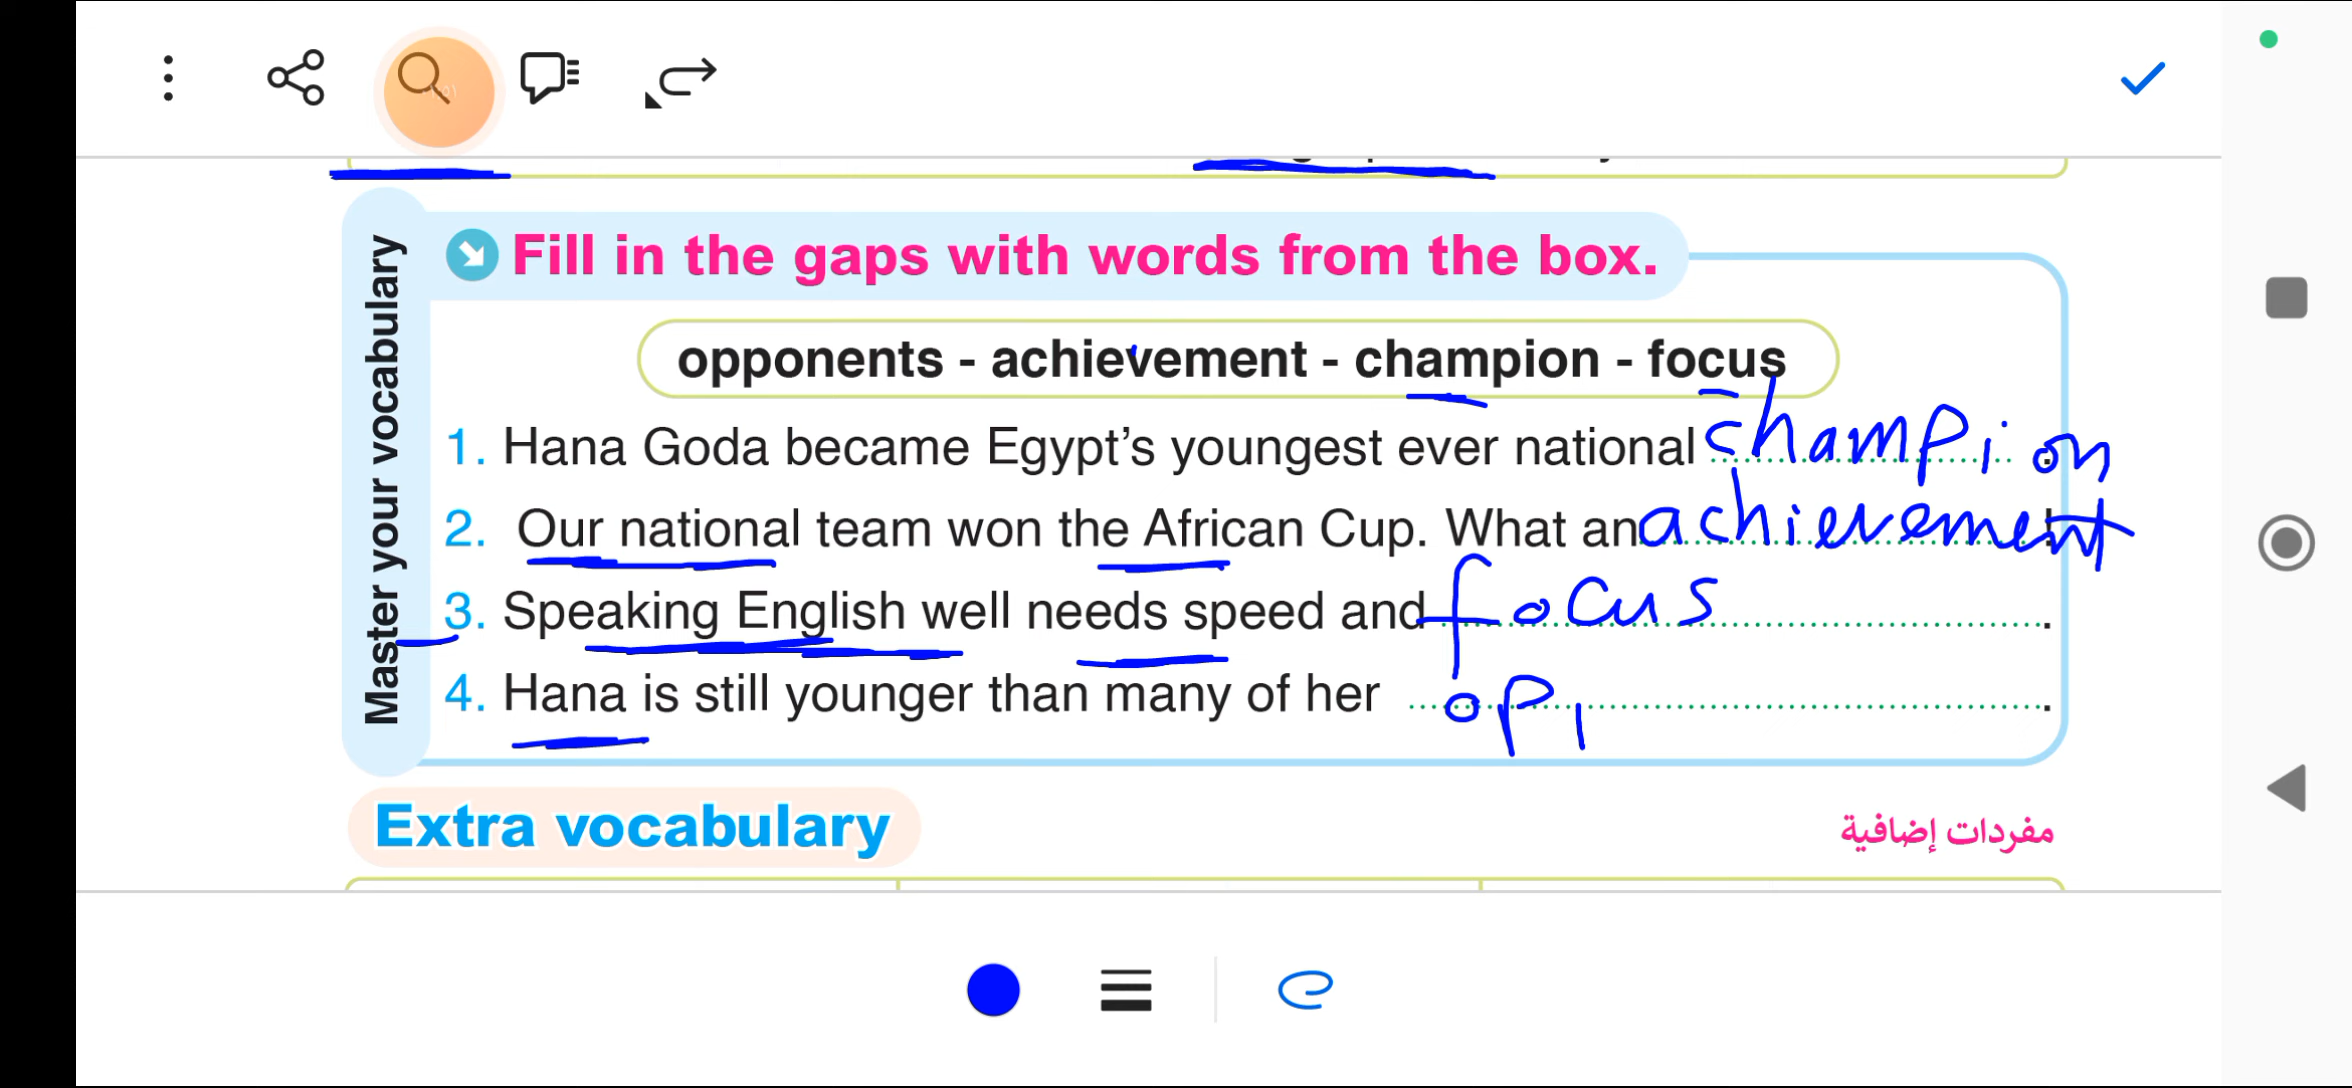 Fill in the gaps with words from the box.
opponents - achievement - champion - focus
Master your vocabulary
1. Hana Goda became Egypt's youngest ever national champion.
2. Our national team won the African Cup. What an achievement!
3. Speaking English well needs speed and focus.
4. Hana is still younger than many of her opp.
Extra vocabulary
مفردات إضافية